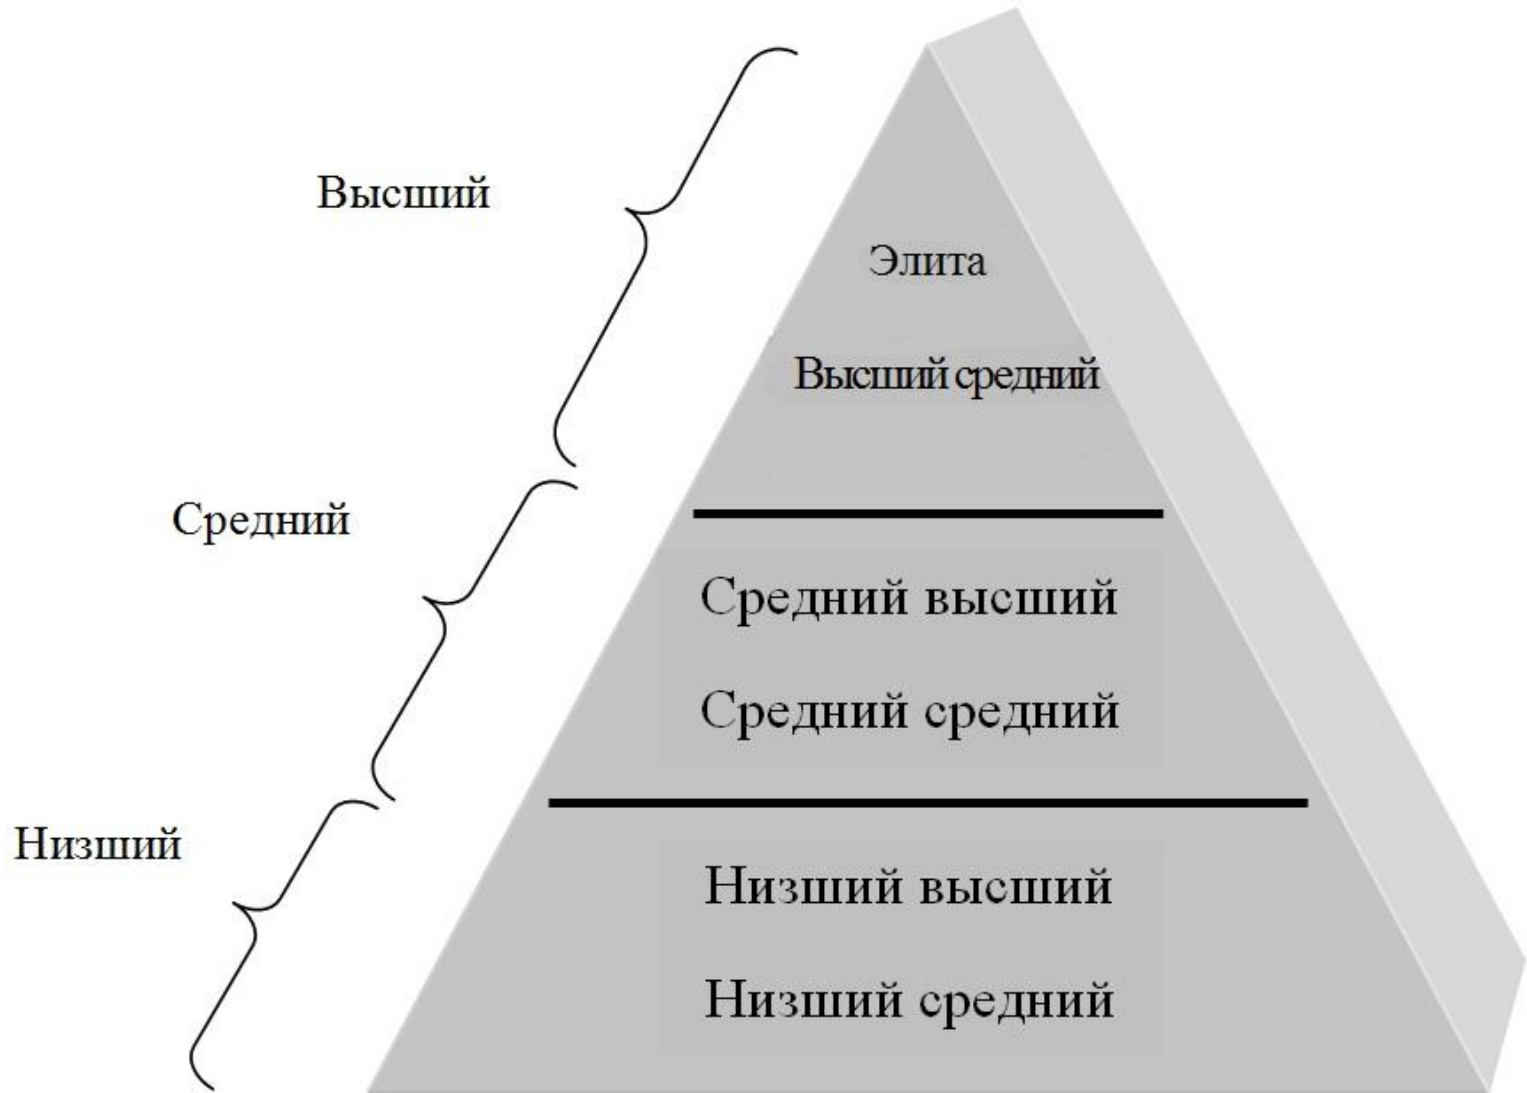 Высший
Элита
Высший средний
Средний
Средний высший
Средний средний
Низший
Низший высший
Низший средний